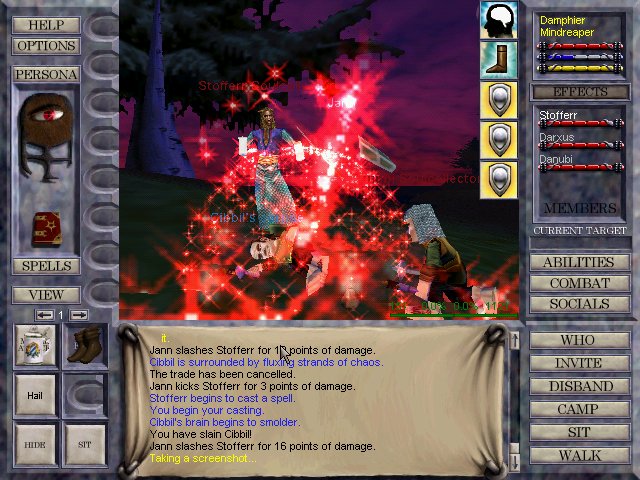 HELP
OPTIONS
PERSONA
SPELLS
VIEW
1
Hail
HIDE
SIT
Cibbil's
Damphier
Mindreaper
EFFECTS
Stofferr
Darxus
Danubi
MEMBERS
CURRENT TARGET
ABILITIES
COMBAT
SOCIALS
WHO
INVITE
DISBAND
CAMP
SIT
WALK
it.
Jann slashes Stofferr for points of damage.
Cibbil is surrounded by fluxing strands of chaos.
The trade has been cancelled.
Jann kicks Stofferr for 3 points of damage.
Stofferr begins to cast a spell.
You begin your casting.
Cibbil's brain begins to smolder.
You have slain Cibbil!
Jann slashes Stofferr for 16 points of damage.
Taking a screenshot...